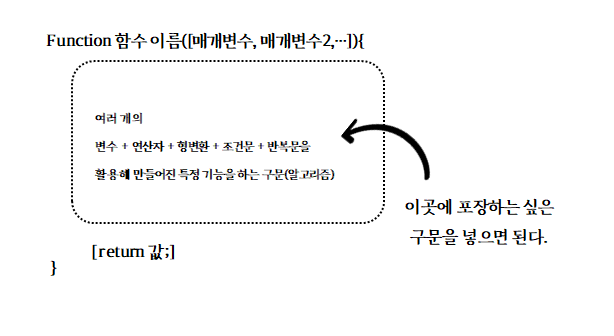 Function 함수 이름([매개변수, 매개변수2,···]){
여러 개의
변수 + 연산자 + 형변환 + 조건문 + 반복문을
활용해 만들어진 특정 기능을 하는 구문(알고리즘)
이곳에 포장하는 싶은
구문을 넣으면 된다.
[return 값;]
}